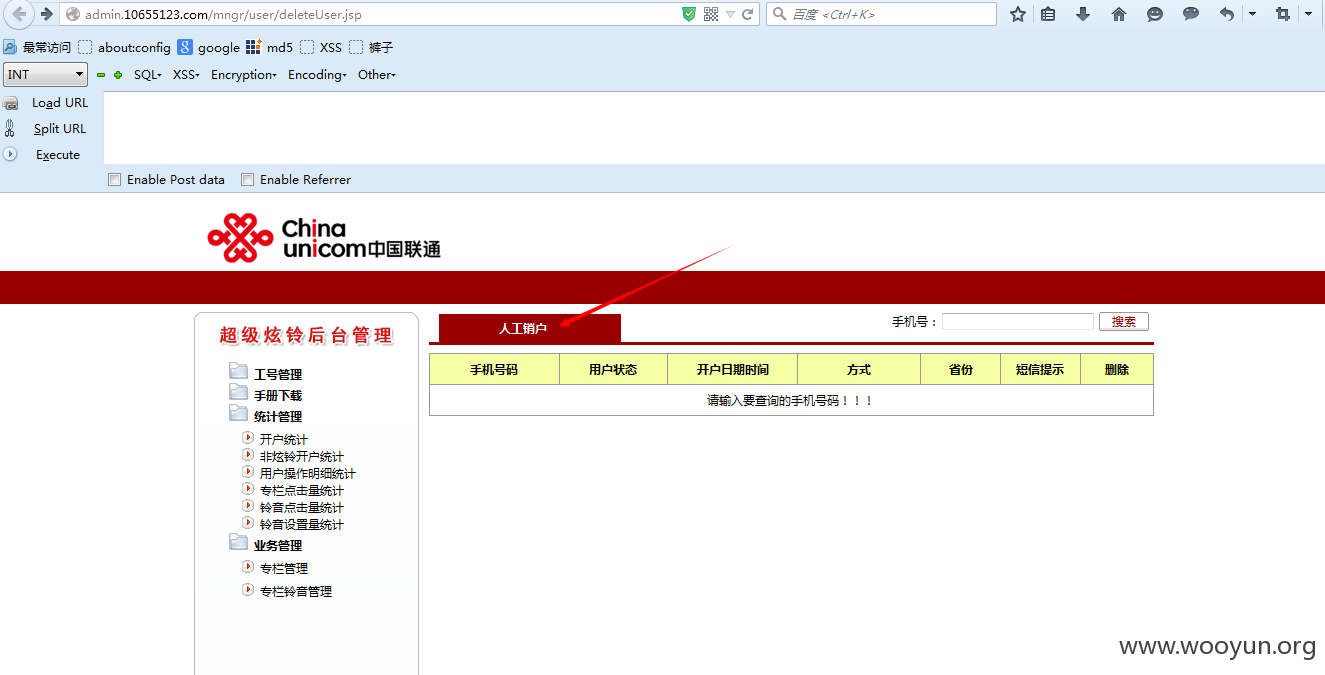 admin.10655123.com/mngr/user/deleteUser.jsp
百度 <Ctrl+K>
最常访问 about:config google md5 XSS 裤子
INT SQL XSS Encryption Encoding Other
Load URL
Split URL
Execute
Enable Post data Enable Referrer
China
unicom中国联通
超级炫铃后台管理
工号管理
手册下载
统计管理
开户统计
非炫铃开户统计
用户操作明细统计
专栏点击量统计
铃音点击量统计
铃音设置量统计
业务管理
专栏管理
专栏铃音管理
人工销户
手机号： 搜索
手机号码 用户状态 开户日期时间 方式 省份 短信提示 删除
请输入要查询的手机号码！！！
www.wooyun.org